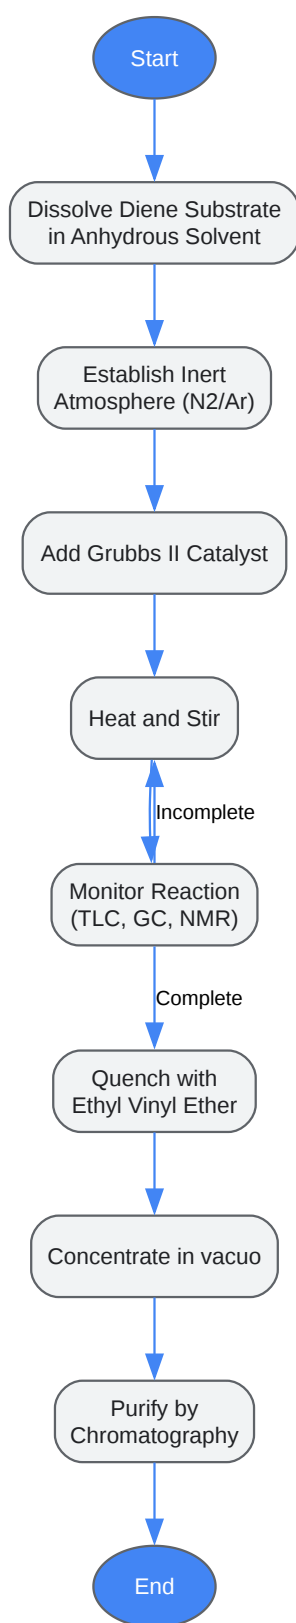 Start
Dissolve Diene Substrate
in Anhydrous Solvent
Establish Inert
Atmosphere (N2/Ar)
Add Grubbs II Catalyst
Heat and Stir
Incomplete
Monitor Reaction
(TLC, GC, NMR)
Complete
Quench with
Ethyl Vinyl Ether
Concentrate in vacuo
Purify by
Chromatography
End